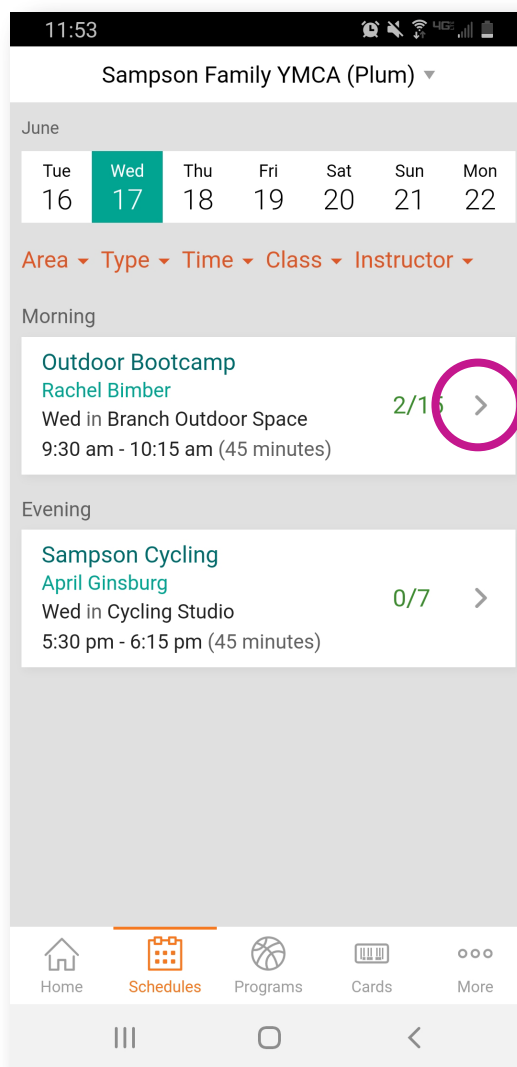 11:53
4GE
Sampson Family YMCA (Plum)
June
Tue Wed Thu Fri Sat Sun Mon
16 17 18 19 20 21 22
Area Type Time Class Instructor
Morning
Outdoor Bootcamp
Rachel Bimber
2/15
Wed in Branch Outdoor Space
9:30 am - 10:15 am (45 minutes)
Evening
Sampson Cycling
April Ginsburg
0/7
Wed in Cycling Studio
5:30 pm - 6:15 pm (45 minutes)
Home Schedules Programs Cards More